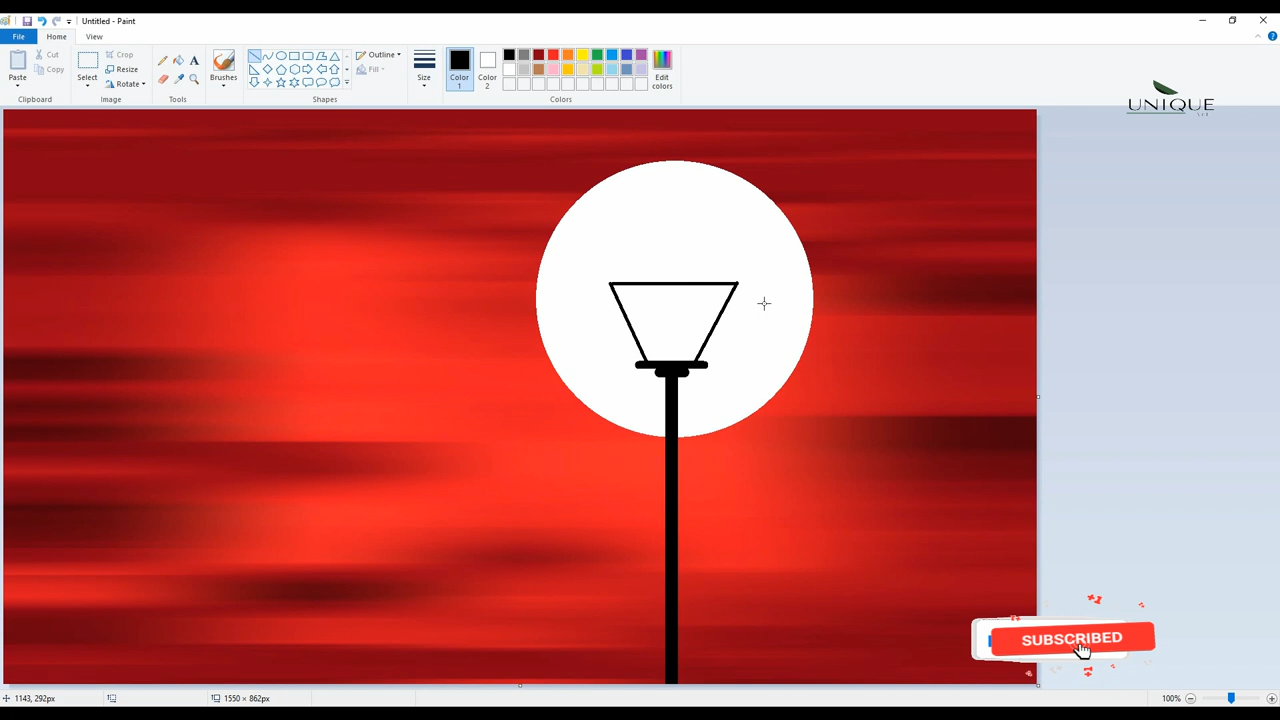 Untitled - Paint
File
Home
View
Paste
Cut
Copy
Clipboard
Select
Crop
Resize
Rotate
Image
Tools
Brushes
Outline
Fill
Shapes
Size
Color 1
Color 2
Edit colors
Colors
UNIQUE
SUBSCRIBED
1143, 292px
1550 × 862px
100%